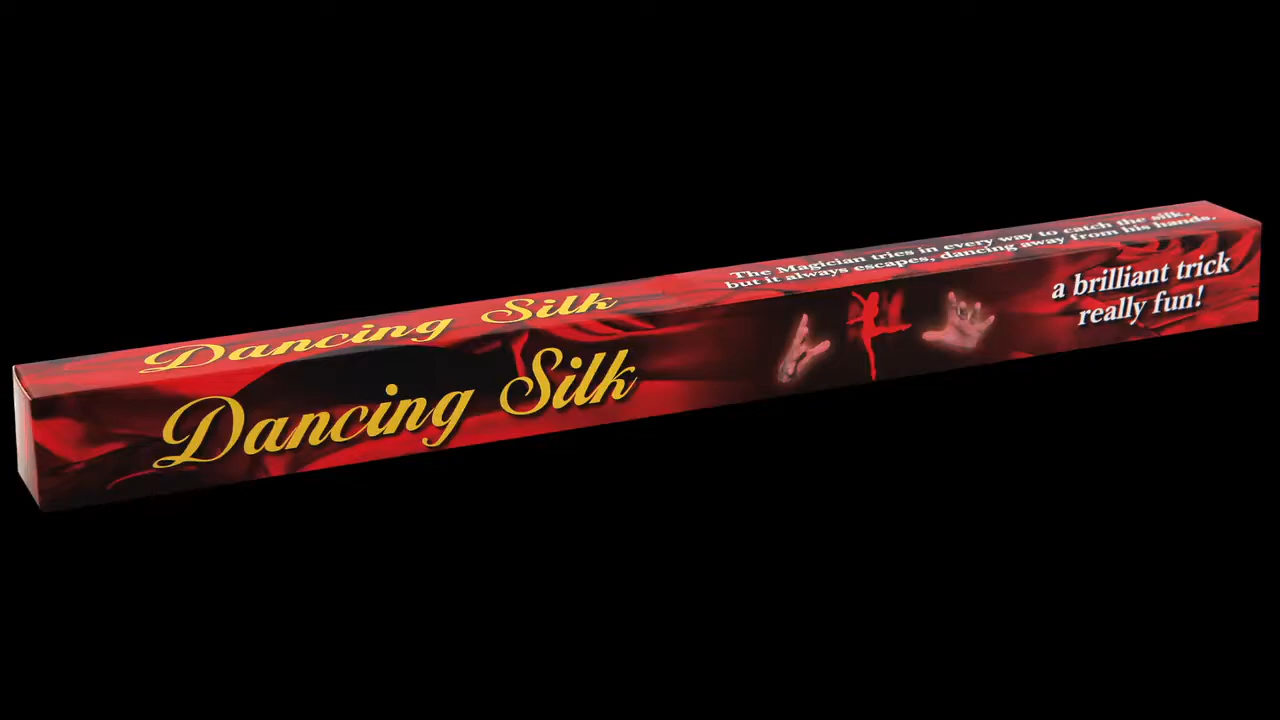 Dancing Silk
The Magician tries in every way to catch the silk,
but it always escapes, dancing away from his hands.
Dancing Silk
a brilliant trick
really fun!